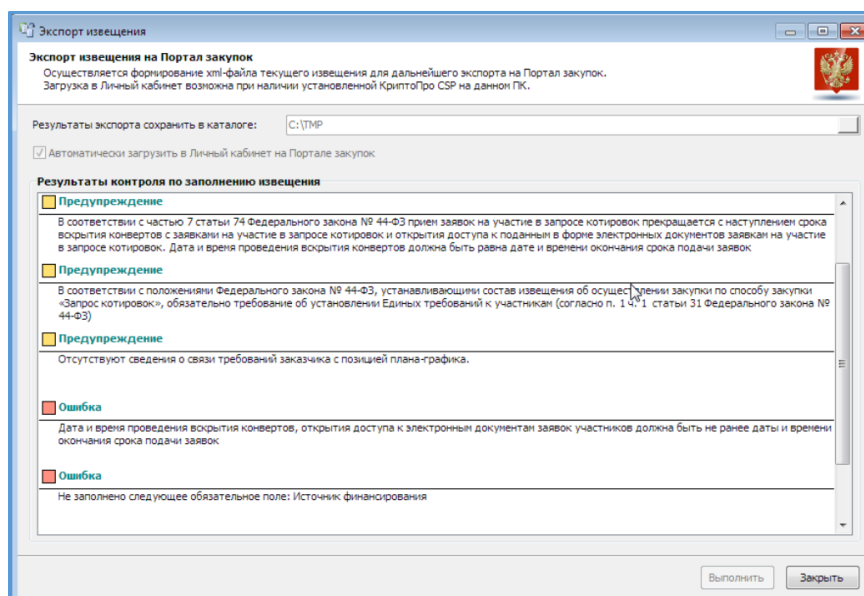 Экспорт извещения
Экспорт извещения на Портал закупок
Осуществляется формирование xml-файла текущего извещения для дальнейшего экспорта на Портал закупок.
Загрузка в Личный кабинет возможна при наличии установленной КриптоПро CSP на данном ПК.
Результаты экспорта сохранить в каталоге: C:\TMP
Автоматически загрузить в Личный кабинет на Портале закупок
Результаты контроля по заполнению извещения
Предупреждение
В соответствии с частью 7 статьи 74 Федерального закона № 44-ФЗ прием заявок на участие в запросе котировок прекращается с наступлением срока
вскрытия конвертов с заявками на участие в запросе котировок и открытия доступа к поданным в форме электронных документов заявкам на участие
в запросе котировок. Дата и время проведения вскрытия конвертов должна быть равна дате и времени окончания срока подачи заявок
Предупреждение
В соответствии с положениями Федерального закона № 44-ФЗ, устанавливающими состав извещения об осуществлении закупки по способу закупки
«Запрос котировок», обязательно требование об установлении Единых требований к участникам (согласно п. 1 ч. 1 статьи 31 Федерального закона №
44-ФЗ)
Предупреждение
Отсутствуют сведения о связи требований заказчика с позицией плана-графика.
Ошибка
Дата и время проведения вскрытия конвертов, открытия доступа к электронным документам заявок участников должна быть не ранее даты и времени
окончания срока подачи заявок
Ошибка
Не заполнено следующее обязательное поле: Источник финансирования
Выполнить Закрыть